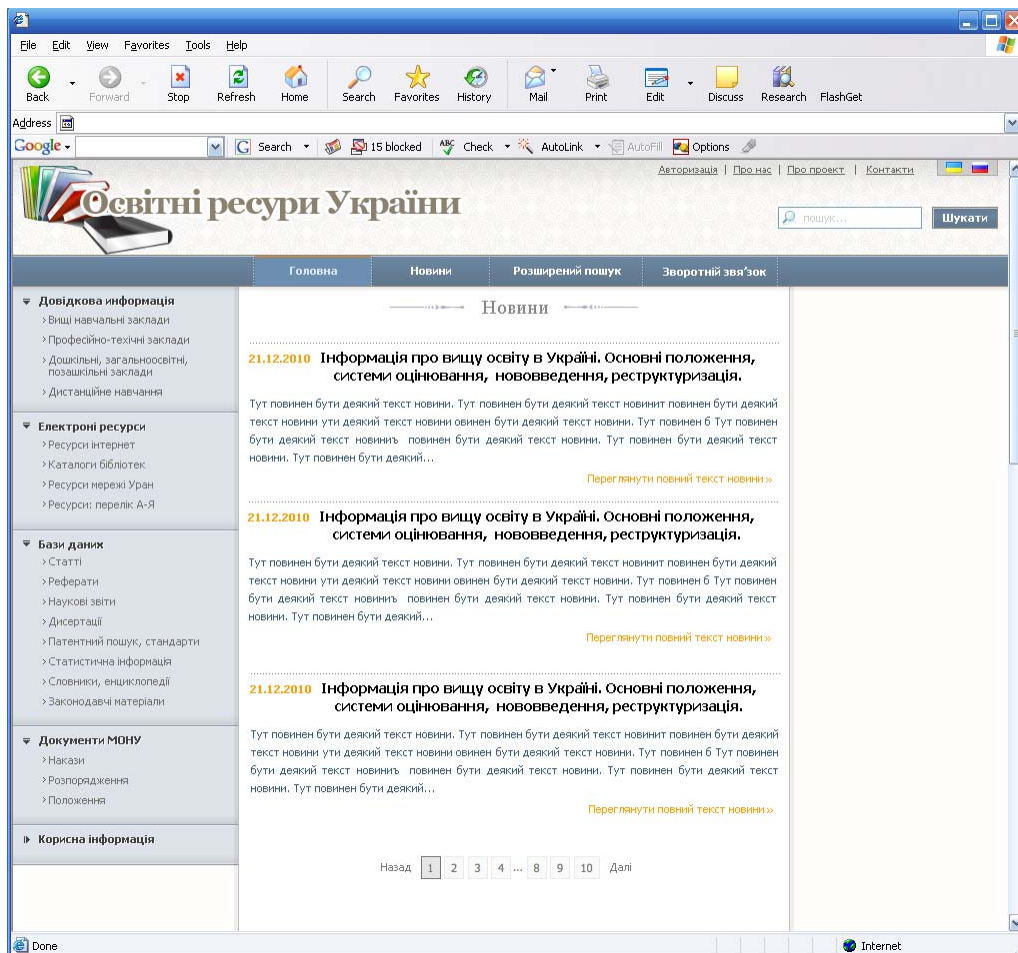 File Edit View Favorites Tools Help
Back Forward Stop Refresh Home Search Favorites History Mail Print Edit Discuss Research FlashGet
Address
Google Search 15 blocked Check AutoLink AutoFill Options
Авторизація | Про нас | Про проект | Контакти
Освітні ресури України
пошук... Шукати
Головна Новини Розширений пошук Зворотній звя'зок
Довідкова информація
Вищі навчальні заклади
Професійно-техічні заклади
Дошкільні, загальноосвітні,
позашкільні заклади
Дистанційне навчання
Електроні ресурси
Ресурси інтернет
Каталоги бібліотек
Ресурси мережі Уран
Ресурси: перелік А-Я
Бази даних
Статті
Реферати
Наукові звіти
Дисертації
Патентний пошук, стандарти
Статистична інформація
Словники, енциклопедії
Законодавчі матеріали
Документи МОНУ
Накази
Розпорядження
Положення
Корисна інформація
Новини
21.12.2010 Інформація про вищу освіту в Україні. Основні положення,
системи оцінювання, нововведення, реструктуризація.
Тут повинен бути деякий текст новини. Тут повинен бути деякий текст новинит повинен бути деякий
текст новини ути деякий текст новини овинен бути деякий текст новини. Тут повинен б Тут повинен
бути деякий текст новиниъ повинен бути деякий текст новини. Тут повинен бути деякий текст
новини. Тут повинен бути деякий...
Переглянути повний текст новини »
21.12.2010 Інформація про вищу освіту в Україні. Основні положення,
системи оцінювання, нововведення, реструктуризація.
Тут повинен бути деякий текст новини. Тут повинен бути деякий текст новинит повинен бути деякий
текст новини ути деякий текст новини овинен бути деякий текст новини. Тут повинен б Тут повинен
бути деякий текст новиниъ повинен бути деякий текст новини. Тут повинен бути деякий текст
новини. Тут повинен бути деякий...
Переглянути повний текст новини »
21.12.2010 Інформація про вищу освіту в Україні. Основні положення,
системи оцінювання, нововведення, реструктуризація.
Тут повинен бути деякий текст новини. Тут повинен бути деякий текст новинит повинен бути деякий
текст новини ути деякий текст новини овинен бути деякий текст новини. Тут повинен б Тут повинен
бути деякий текст новиниъ повинен бути деякий текст новини. Тут повинен бути деякий текст
новини. Тут повинен бути деякий...
Переглянути повний текст новини »
Назад 1 2 3 4 ... 8 9 10 Далі
Done Internet